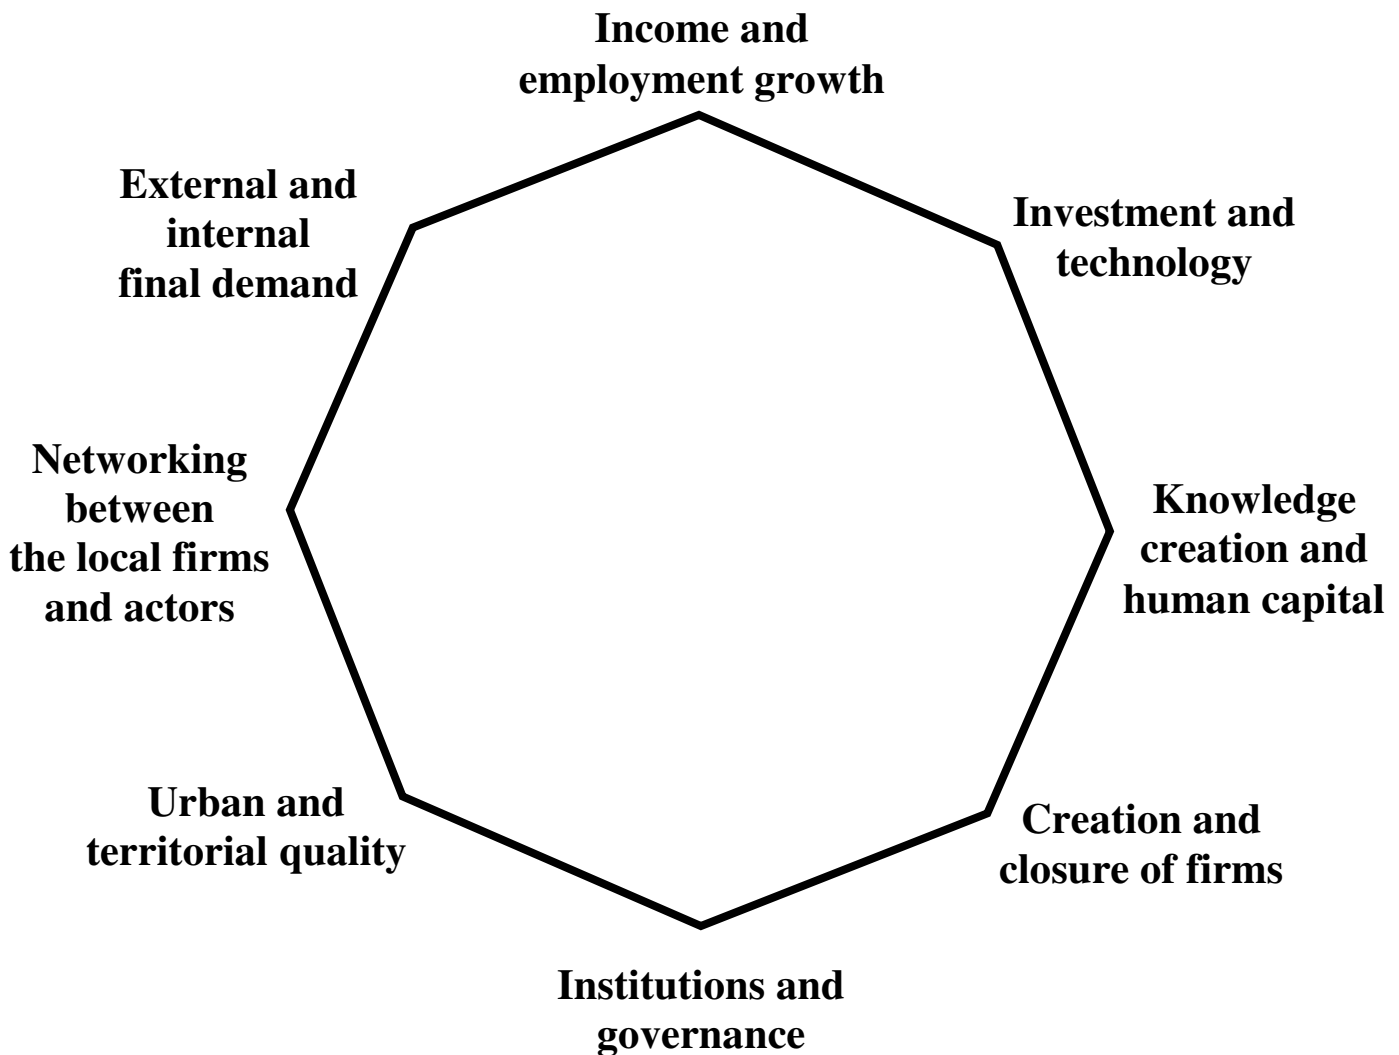 Income and
employment growth
External and
internal
final demand
Investment and
technology
Networking
between
the local firms
and actors
Knowledge
creation and
human capital
Urban and
territorial quality
Creation and
closure of firms
Institutions and
governance